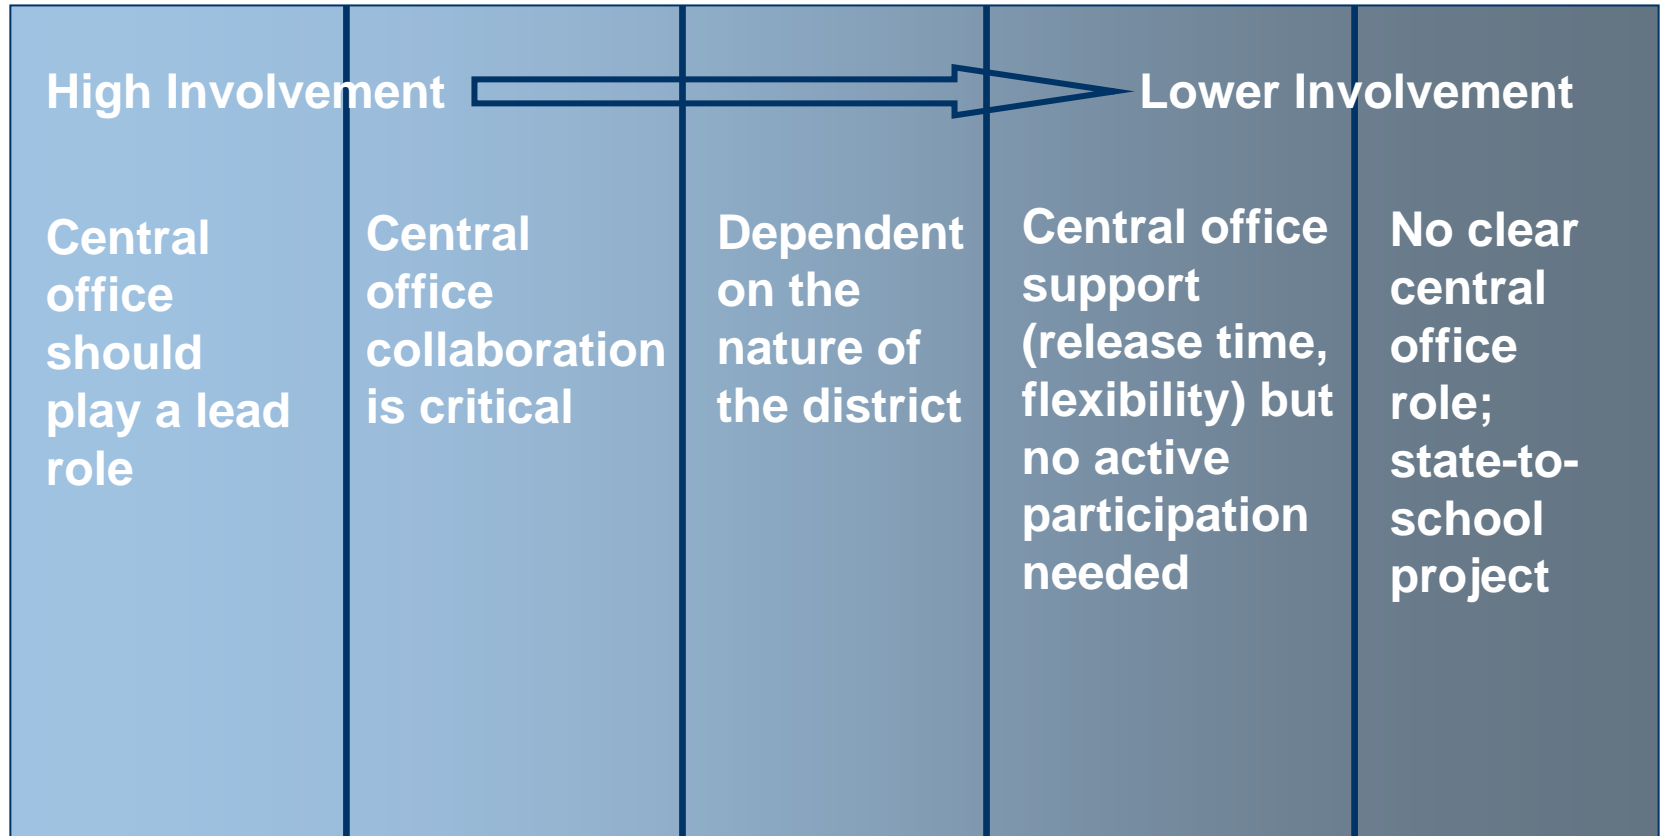 High Involvement
Lower Involvement
Central
office
should
play a lead
role
Central
office
collaboration
is critical
Dependent
on the
nature of
the district
Central office
support
(release time,
flexibility) but
no active
participation
needed
No clear
central
office
role;
state-to-
school
project